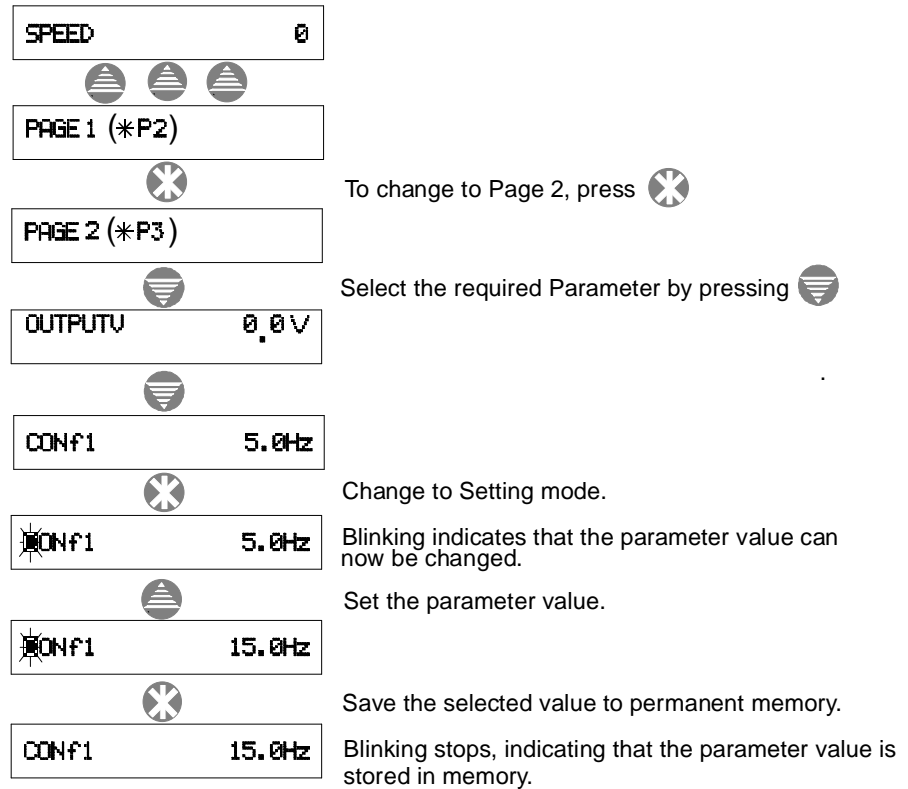 SPEED 0
PAGE 1 (*P2)
To change to Page 2, press
PAGE 2 (*P3)
Select the required Parameter by pressing
OUTPUTV 0.0V
.
CONf1 5.0Hz
Change to Setting mode.
CONf1 5.0Hz
Blinking indicates that the parameter value can
now be changed.
Set the parameter value.
CONf1 15.0Hz
Save the selected value to permanent memory.
CONf1 15.0Hz
Blinking stops, indicating that the parameter value is
stored in memory.